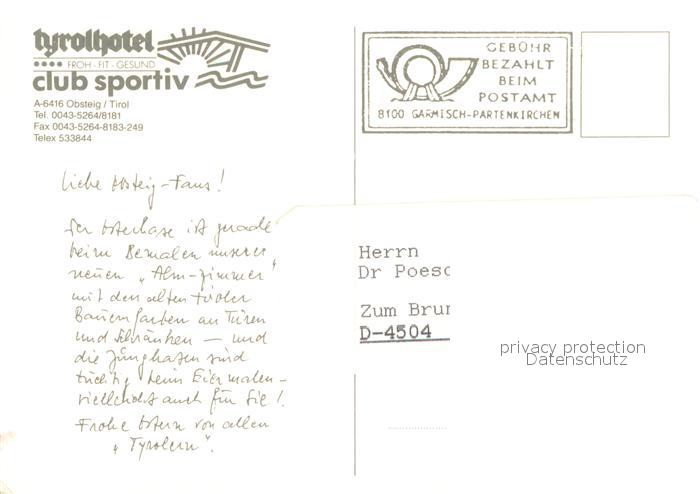 tyrolhotel
FROH - FIT - GESUND
club sportiv
A-6416 Obsteig / Tirol
Tel. 0043-5264/8181
Fax 0043-5264-8183-249
Telex 533844
GEBÜHR
BEZAHLT
BEIM
POSTAMT
8100 GARMISCH-PARTENKIRCHEN
Liebe Obsteig-Fans!
Der Osterhase ist gerade
beim Bemalen unserer
neuen „Alm-Zimmer"
mit den alten Tiroler
Bauernfarben an Türen
und Schränken – und
die Junghasen sind
tüchtig beim Eiermalen –
vielleicht auch für Sie!
Frohe Ostern von allen
„Tyrolern".
Herrn
Dr Poesc
Zum Brun
D-4504
privacy protection
Datenschutz